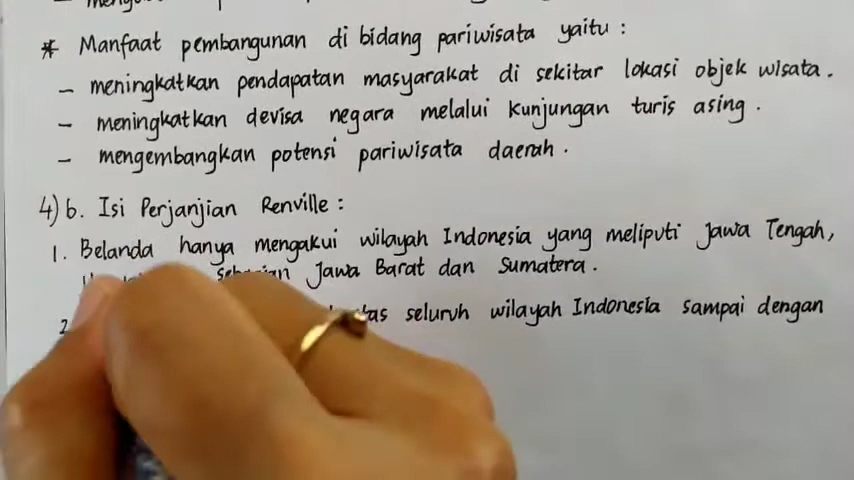 * Manfaat pembangunan di bidang pariwisata yaitu :
– meningkatkan pendapatan masyarakat di sekitar lokasi objek wisata.
– meningkatkan devisa negara melalui kunjungan turis asing.
– mengembangkan potensi pariwisata daerah.
4) b. Isi Perjanjian Renville :
1. Belanda hanya mengakui wilayah Indonesia yang meliputi Jawa Tengah,
Jawa Barat dan Sumatera.
2 seluruh wilayah Indonesia sampai dengan